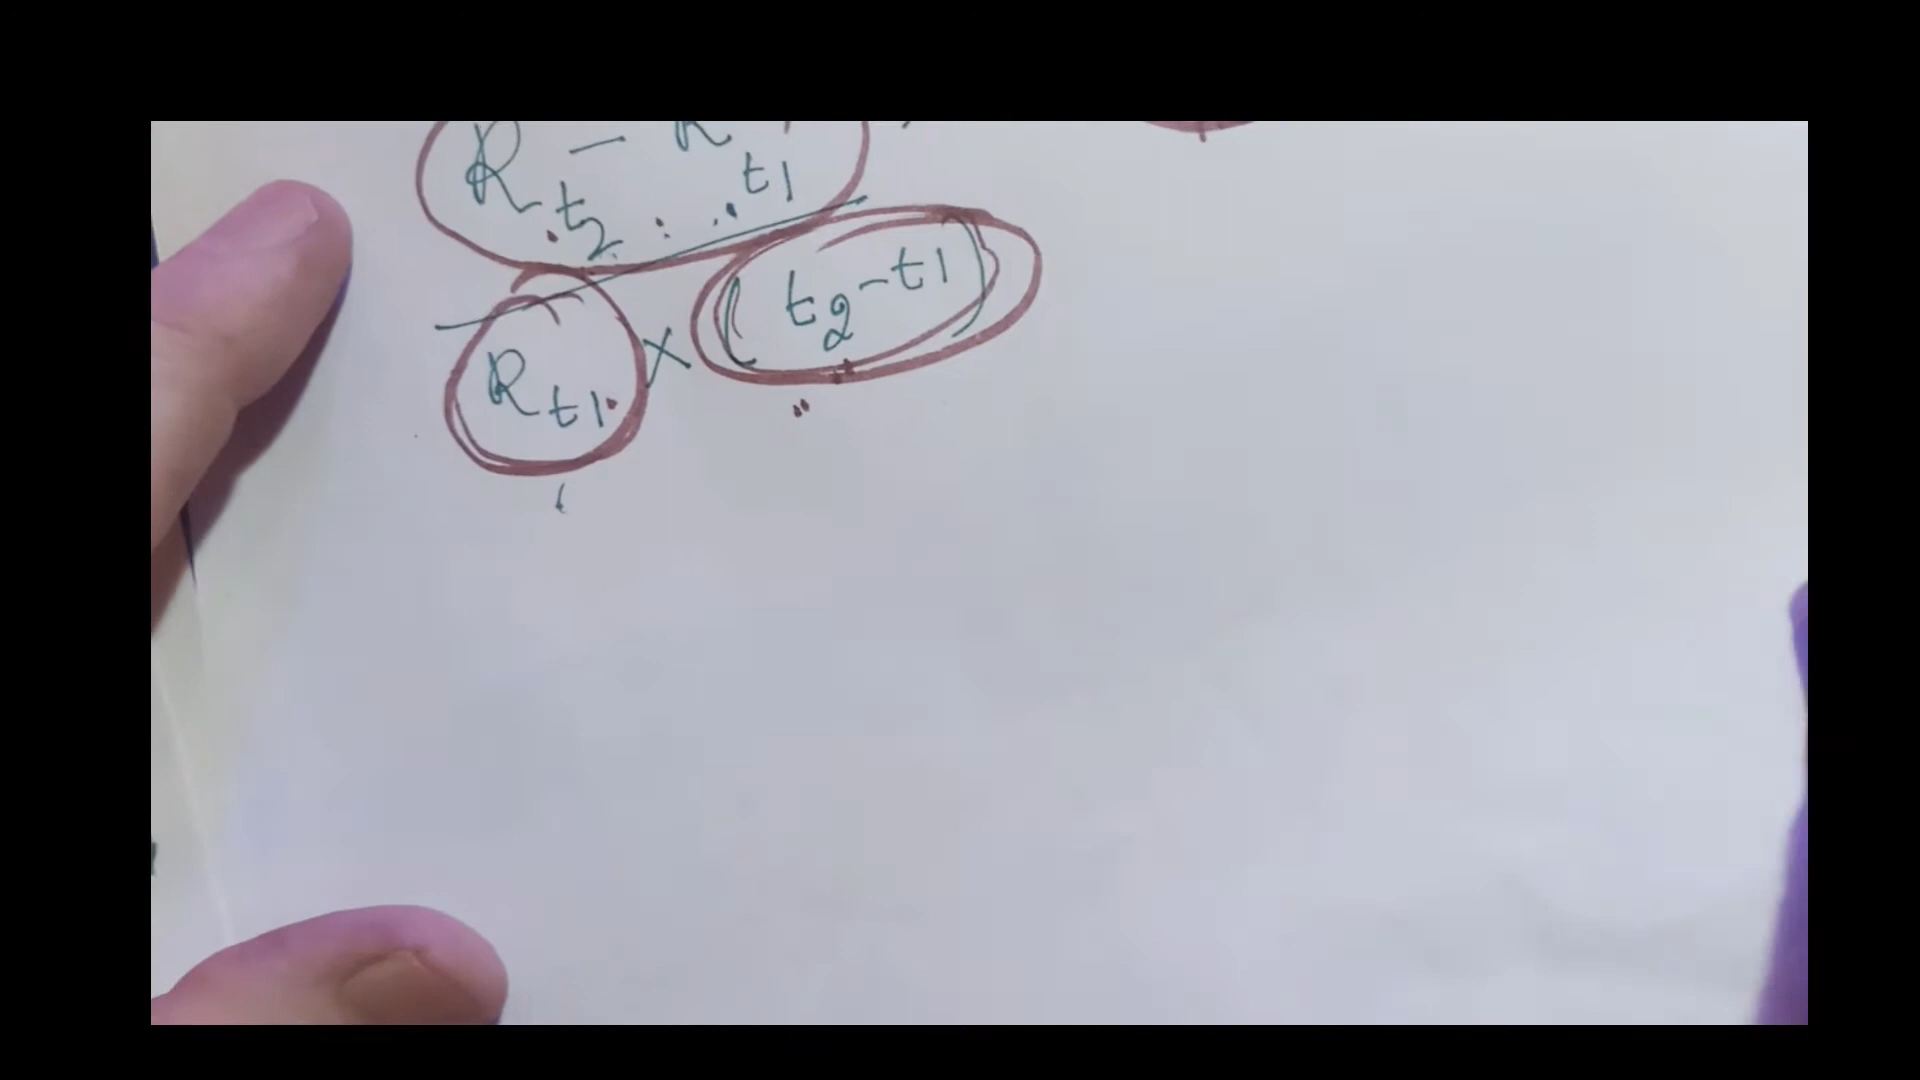 R_t2 - R_t1
R_t1 × (t2 - t1)